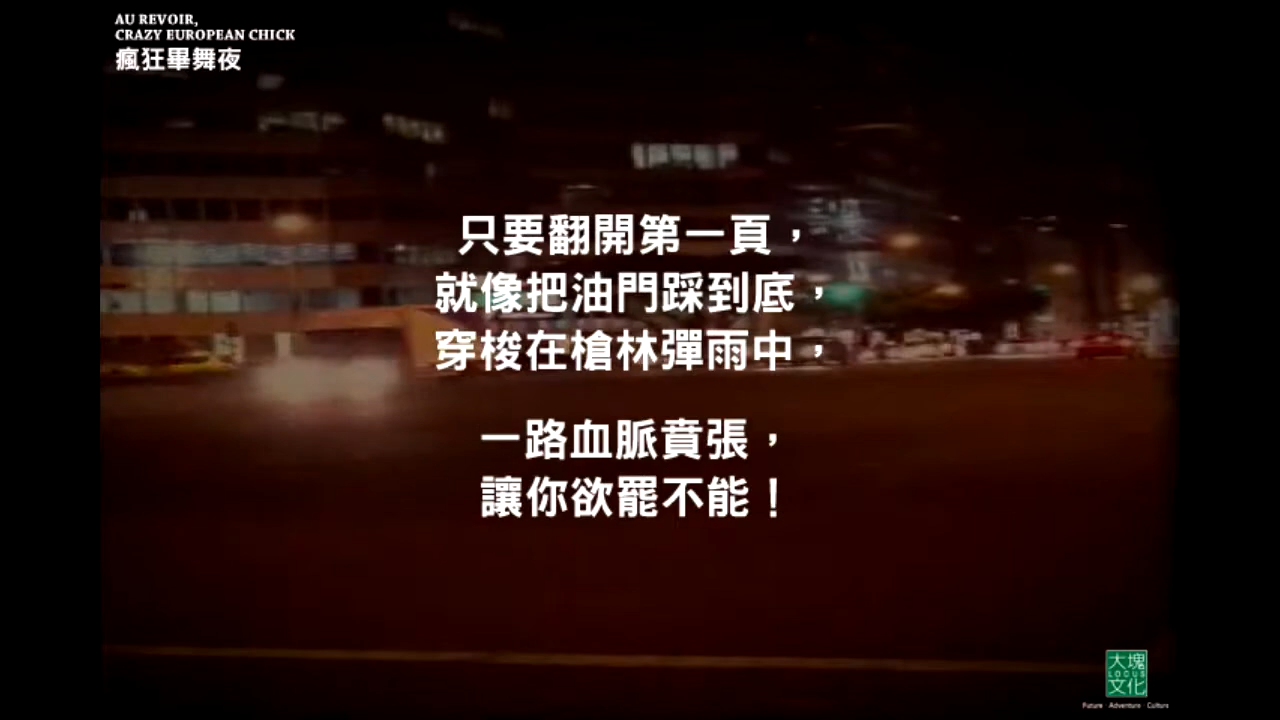 AU REVOIR,
CRAZY EUROPEAN CHICK
瘋狂畢舞夜
只要翻開第一頁，
就像把油門踩到底，
穿梭在槍林彈雨中，
一路血脈賁張，
讓你欲罷不能！
大塊
LOCUS
文化
Future Adventure Culture